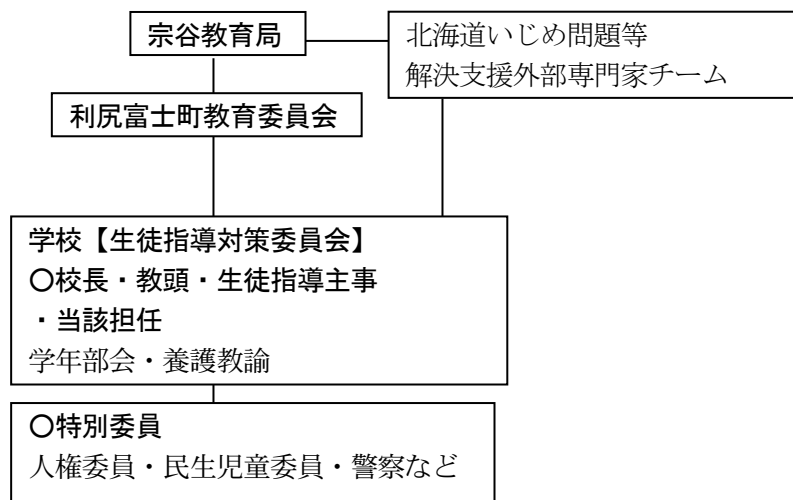 宗谷教育局
北海道いじめ問題等
解決支援外部専門家チーム
利尻富士町教育委員会
学校【生徒指導対策委員会】
〇校長・教頭・生徒指導主事
・当該担任
学年部会・養護教諭
〇特別委員
人権委員・民生児童委員・警察など